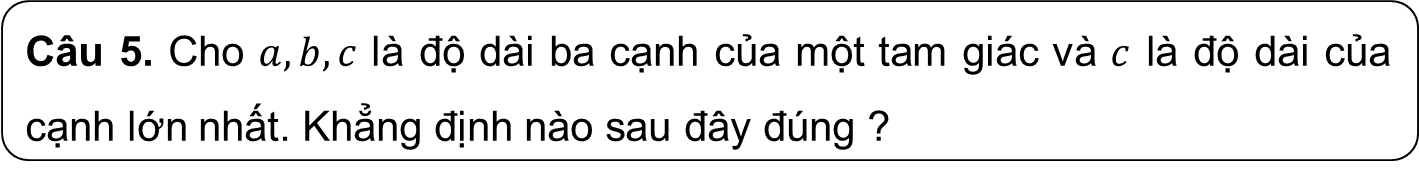 Câu 5. Cho a, b, c là độ dài ba cạnh của một tam giác và c là độ dài của
cạnh lớn nhất. Khẳng định nào sau đây đúng ?